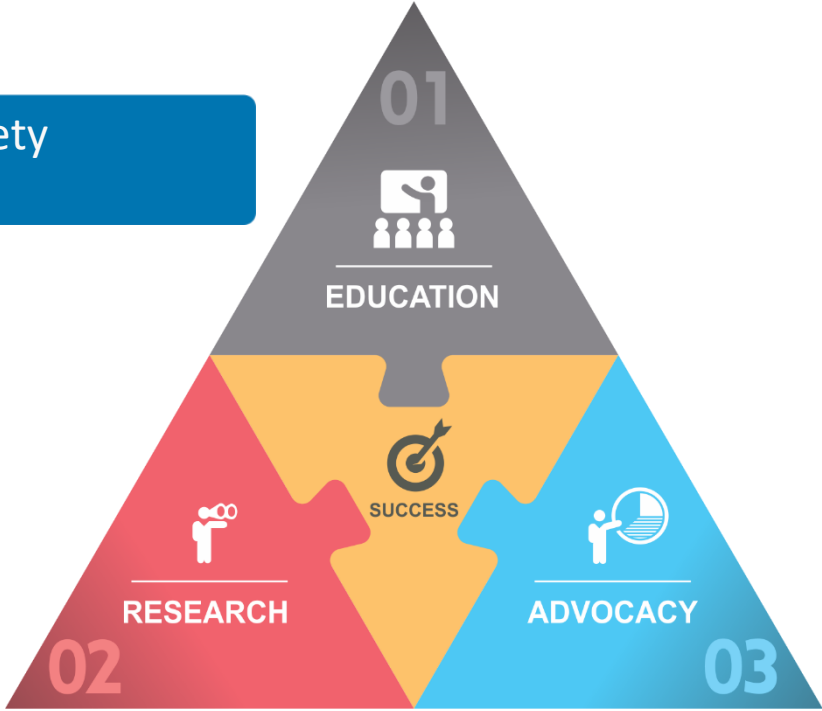 01
ety
EDUCATION
SUCCESS
RESEARCH
ADVOCACY
02
03